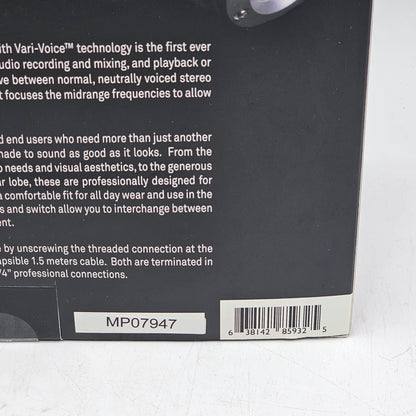 ith Vari-Voice™ technology is the first ever
udio recording and mixing, and playback or
ve between normal, neutrally voiced stereo
t focuses the midrange frequencies to allow
d end users who need more than just another
made to sound as good as it looks. From the
o needs and visual aesthetics, to the generous
ar lobe, these are professionally designed for
a comfortable fit for all day wear and use in the
s and switch allow you to interchange between
ent.
e by unscrewing the threaded connection at the
apsible 1.5 meters cable. Both are terminated in
/4" professional connections.
MP07947
6 38142 85932 5